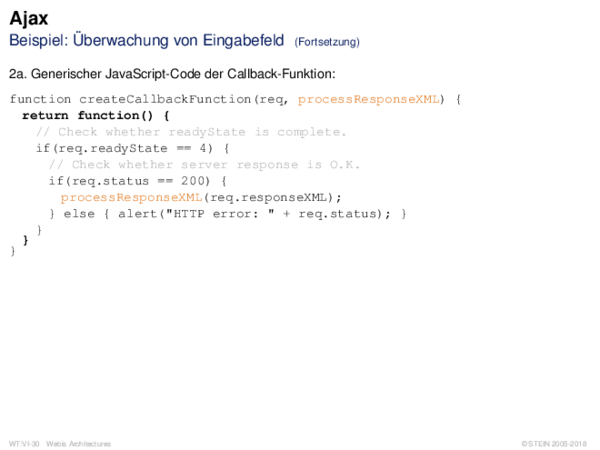 Ajax
Beispiel: Überwachung von Eingabefeld (Fortsetzung)
2a. Generischer JavaScript-Code der Callback-Funktion:
function createCallbackFunction(req, processResponseXML) {
return function() {
// Check whether readyState is complete.
if(req.readyState == 4) {
// Check whether server response is O.K.
if(req.status == 200) {
processResponseXML(req.responseXML);
} else { alert("HTTP error: " + req.status); }
}
}
}
WT:VI-30 Webis Architectures © STEIN 2005-2018